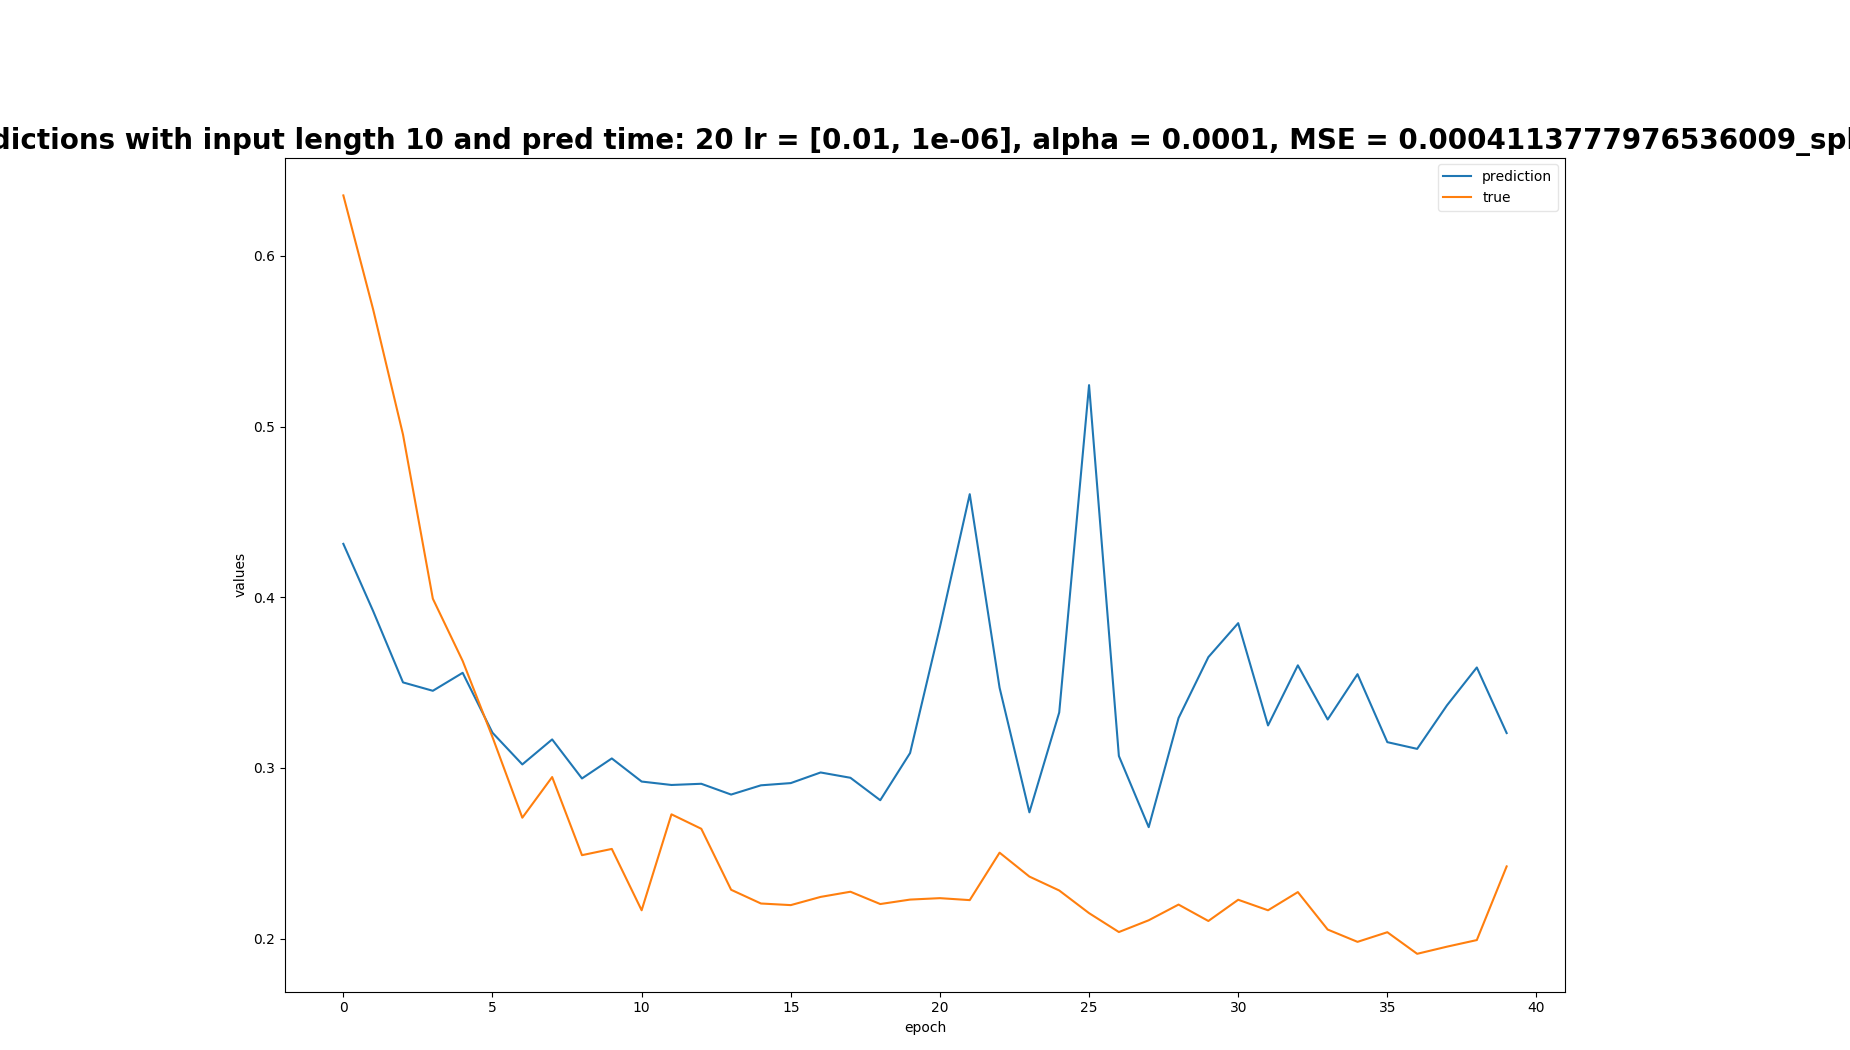 dictions with input length 10 and pred time: 20 lr = [0.01, 1e-06], alpha = 0.0001, MSE = 0.0004113777976536009_spl
prediction
true
0.6
0.5
0.4
0.3
0.2
values
0 5 10 15 20 25 30 35 40
epoch